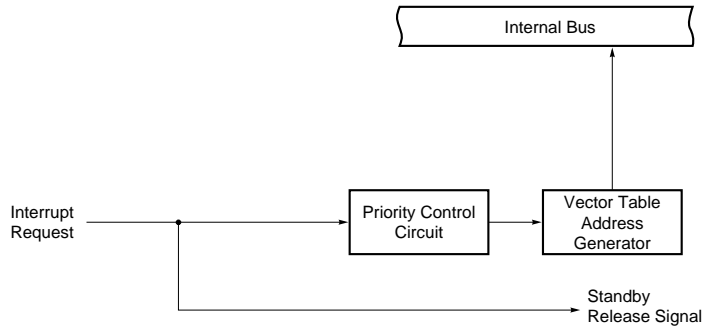 Internal Bus
Interrupt
Request
Priority Control
Circuit
Vector Table
Address
Generator
Standby
Release Signal